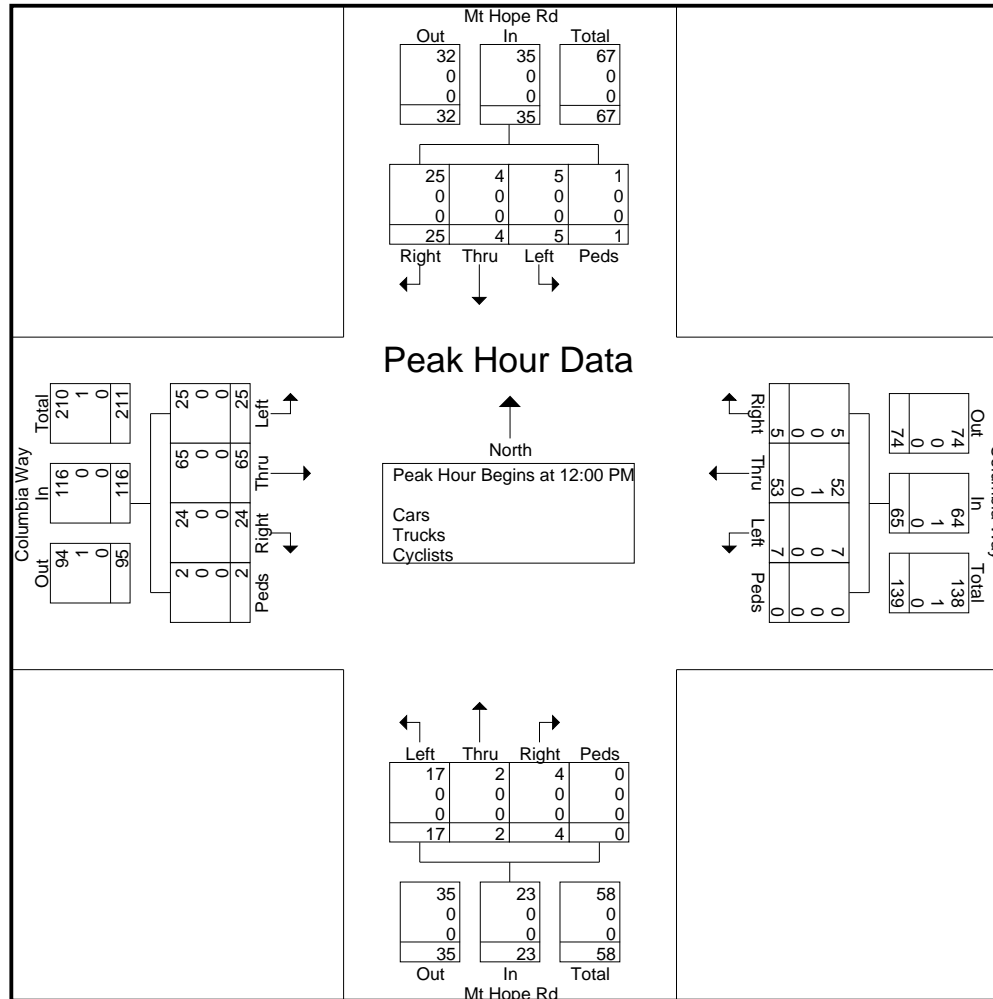 Mt Hope Rd
Out In Total
32 35 67
0 0 0
0 0 0
32 35 67
25 4 5 1
0 0 0 0
0 0 0 0
25 4 5 1
Right Thru Left Peds
Peak Hour Data
North
Peak Hour Begins at 12:00 PM
Cars
Trucks
Cyclists
Columbia Way
Out In Total
94 116 210
1 0 1
0 0 0
95 116 211
2 24 65 25
0 0 0 0
0 0 0 0
2 24 65 25
Peds Right Thru Left
Out In Total
74 64 138
0 1 1
0 0 0
74 65 139
5 52 7 0
0 1 0 0
0 0 0 0
5 53 7 0
Right Thru Left Peds
Left Thru Right Peds
17 2 4 0
0 0 0 0
0 0 0 0
17 2 4 0
35 23 58
0 0 0
0 0 0
35 23 58
Out In Total
Mt Hope Rd